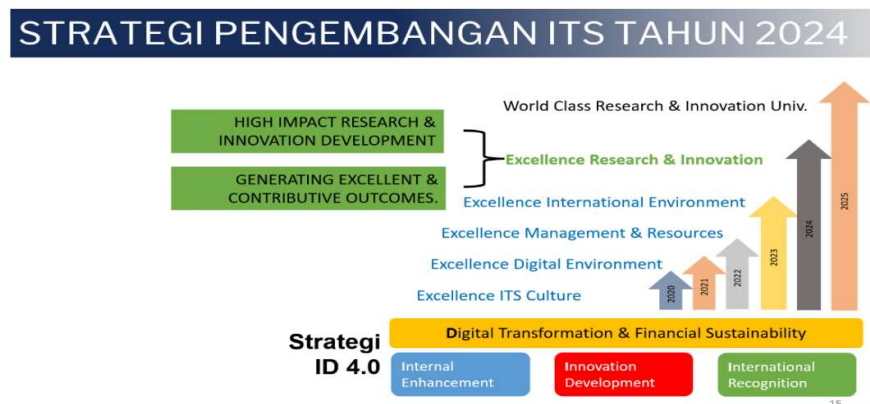 STRATEGI PENGEMBANGAN ITS TAHUN 2024
World Class Research & Innovation Univ.
HIGH IMPACT RESEARCH &
INNOVATION DEVELOPMENT
Excellence Research & Innovation
GENERATING EXCELLENT &
CONTRIBUTIVE OUTCOMES.
Excellence International Environment
Excellence Management & Resources
Excellence Digital Environment
Excellence ITS Culture
2020
2021
2022
2023
2024
2025
Digital Transformation & Financial Sustainability
Strategi
ID 4.0
Internal
Enhancement
Innovation
Development
International
Recognition
15